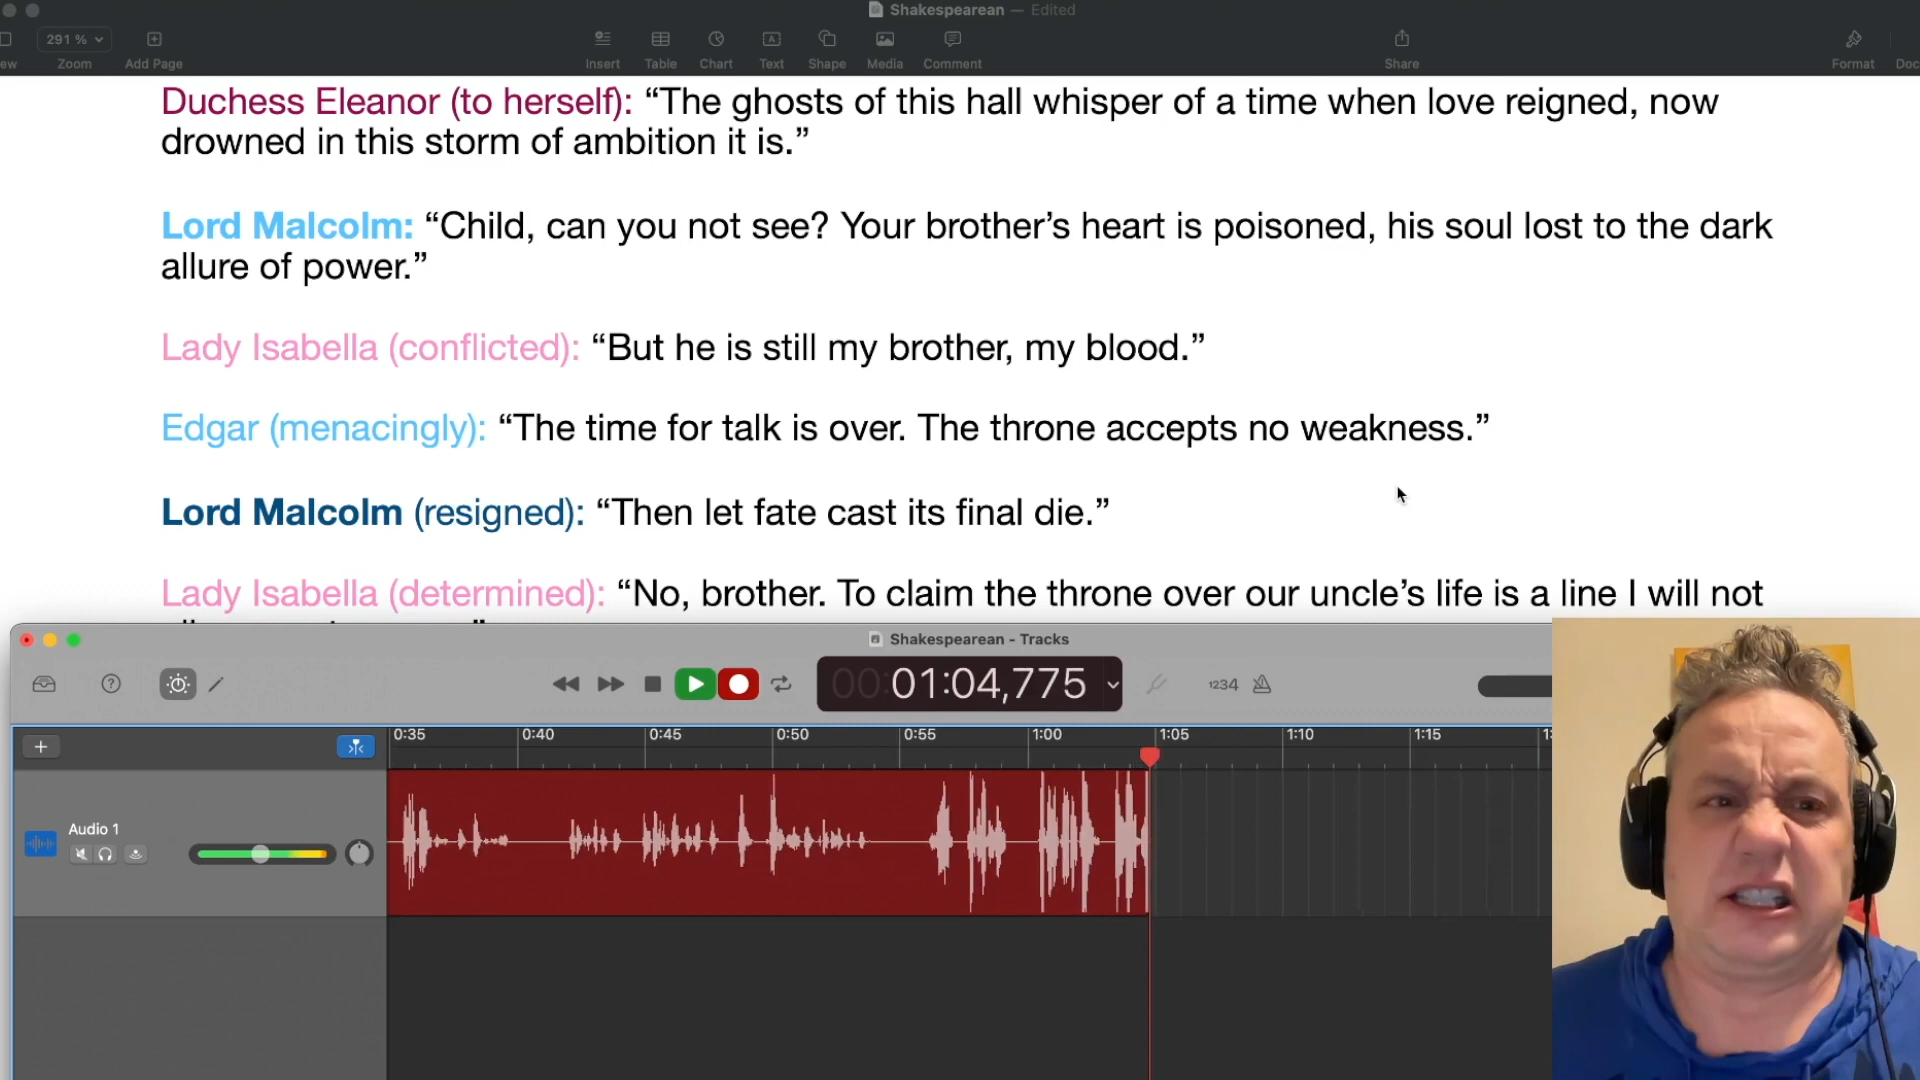 Shakespearean — Edited
291 %
ew Zoom Add Page Insert Table Chart Text Shape Media Comment Share Format Doc
Duchess Eleanor (to herself): “The ghosts of this hall whisper of a time when love reigned, now
drowned in this storm of ambition it is.”
Lord Malcolm: “Child, can you not see? Your brother’s heart is poisoned, his soul lost to the dark
allure of power.”
Lady Isabella (conflicted): “But he is still my brother, my blood.”
Edgar (menacingly): “The time for talk is over. The throne accepts no weakness.”
Lord Malcolm (resigned): “Then let fate cast its final die.”
Lady Isabella (determined): “No, brother. To claim the throne over our uncle’s life is a line I will not
Shakespearean - Tracks
00:01:04,775
1234
0:35 0:40 0:45 0:50 0:55 1:00 1:05 1:10 1:15
Audio 1